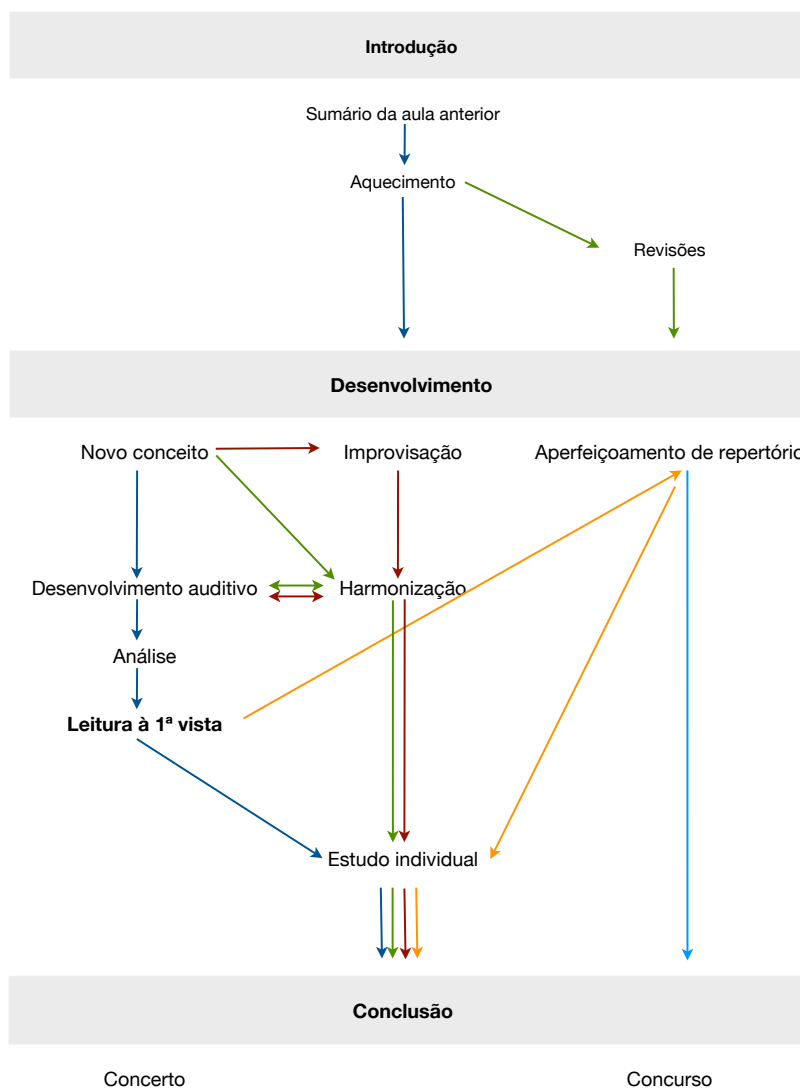 Introdução
Sumário da aula anterior
Aquecimento
Revisões
Desenvolvimento
Novo conceito
Improvisação
Aperfeiçoamento de repertório
Desenvolvimento auditivo
Harmonização
Análise
Leitura à 1ª vista
Estudo individual
Conclusão
Concerto
Concurso